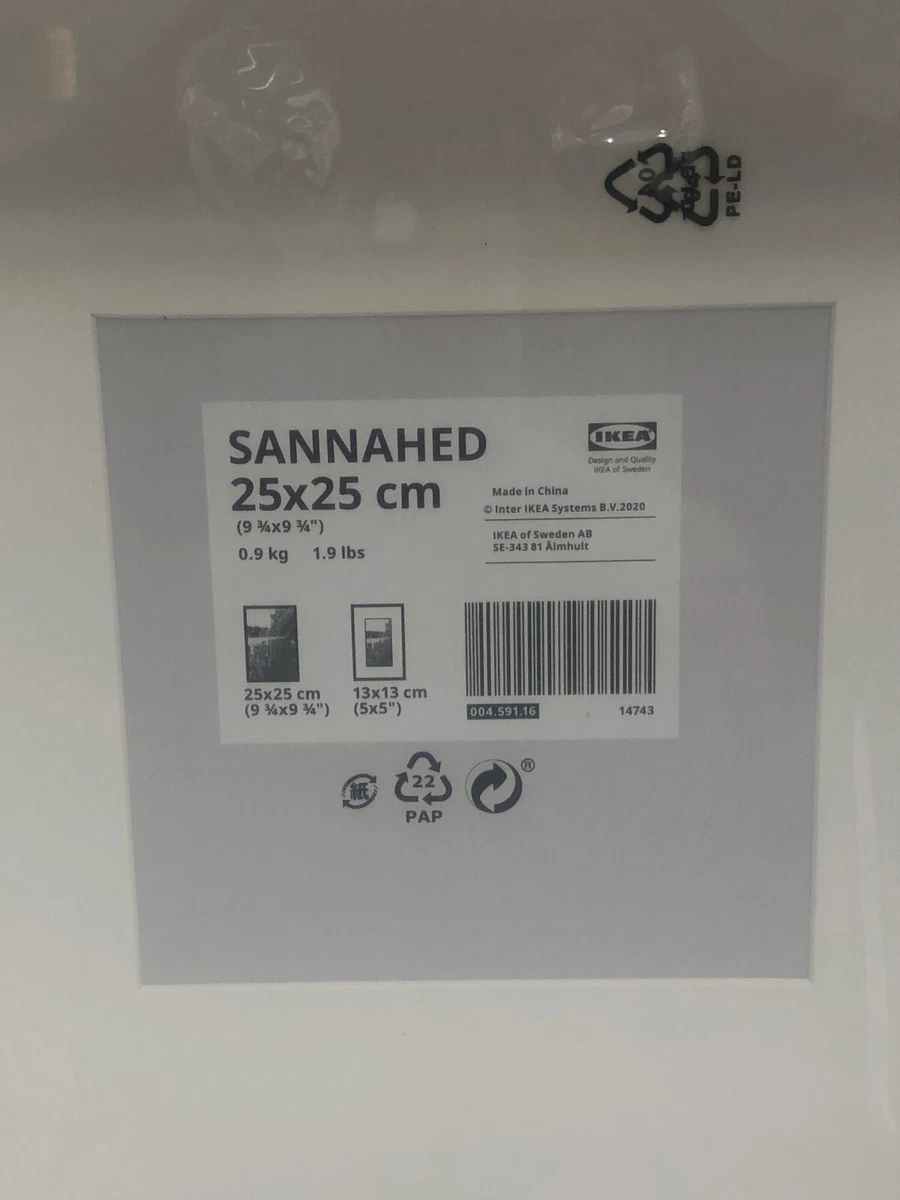 PE-LD
SANNAHED
25x25 cm
(9 ¾x9 ¾")
0.9 kg 1.9 lbs
IKEA
Design and Quality
IKEA of Sweden
Made in China
© Inter IKEA Systems B.V.2020
IKEA of Sweden AB
SE-343 81 Älmhult
25x25 cm
(9 ¾x9 ¾")
13x13 cm
(5x5")
004.591.16
14743
紙
22
PAP
®